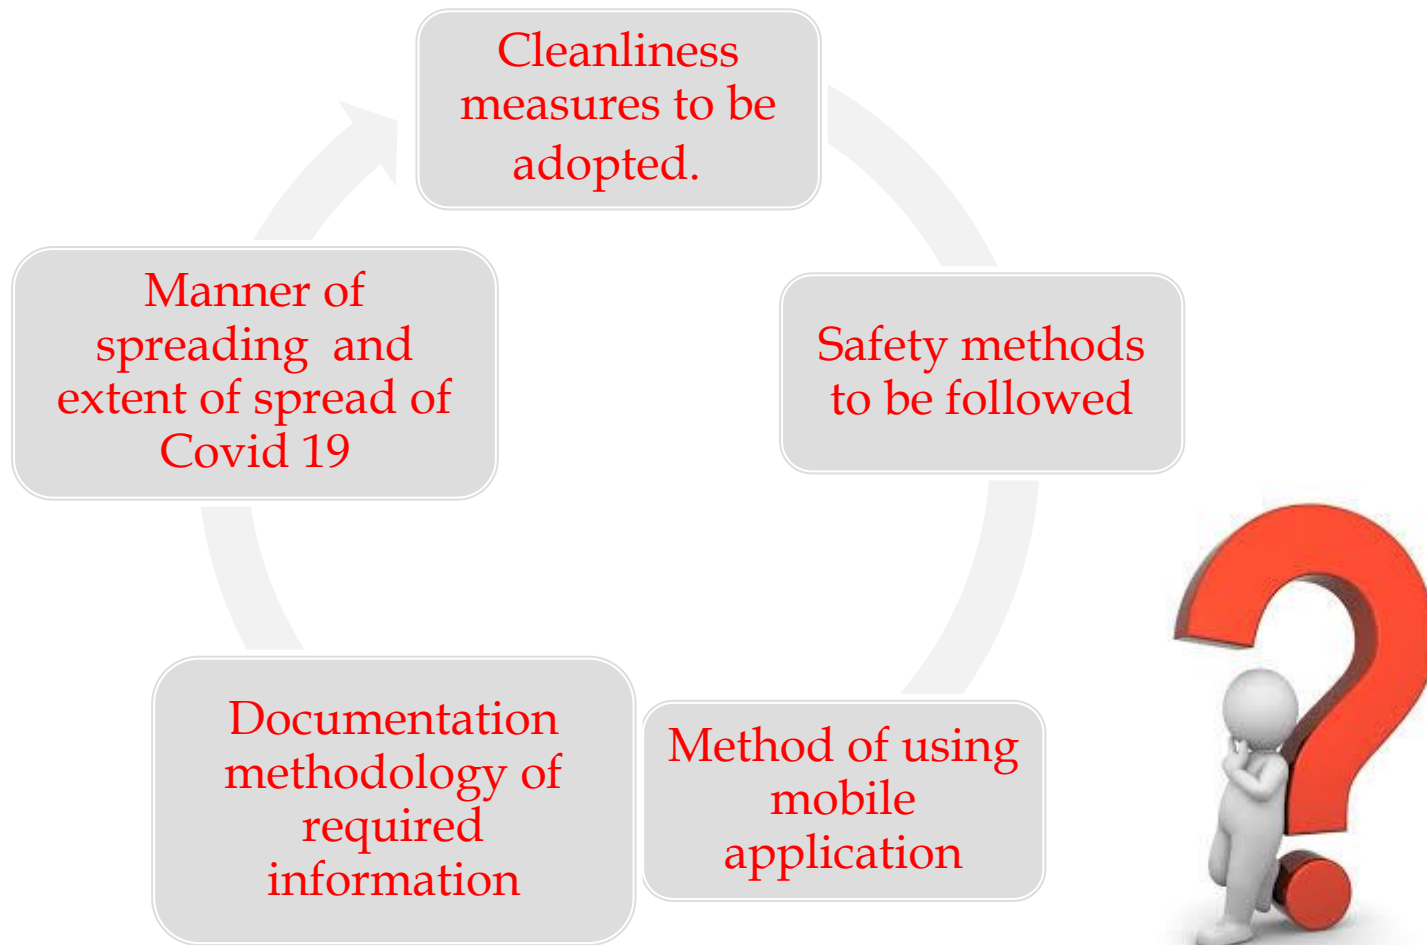 Cleanliness
measures to be
adopted.
Safety methods
to be followed
Method of using
mobile
application
Documentation
methodology of
required
information
Manner of
spreading  and
extent of spread of
Covid 19